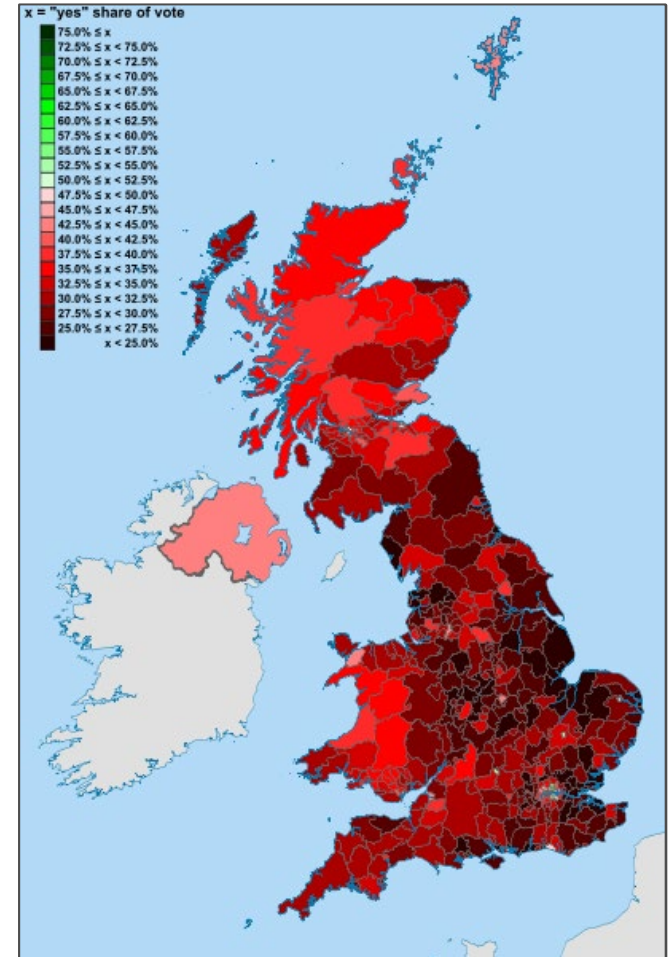 x = "yes" share of vote
75.0% ≤ x
72.5% ≤ x < 75.0%
70.0% ≤ x < 72.5%
67.5% ≤ x < 70.0%
65.0% ≤ x < 67.5%
62.5% ≤ x < 65.0%
60.0% ≤ x < 62.5%
57.5% ≤ x < 60.0%
55.0% ≤ x < 57.5%
52.5% ≤ x < 55.0%
50.0% ≤ x < 52.5%
47.5% ≤ x < 50.0%
45.0% ≤ x < 47.5%
42.5% ≤ x < 45.0%
40.0% ≤ x < 42.5%
37.5% ≤ x < 40.0%
35.0% ≤ x < 37.5%
32.5% ≤ x < 35.0%
30.0% ≤ x < 32.5%
27.5% ≤ x < 30.0%
25.0% ≤ x < 27.5%
x < 25.0%